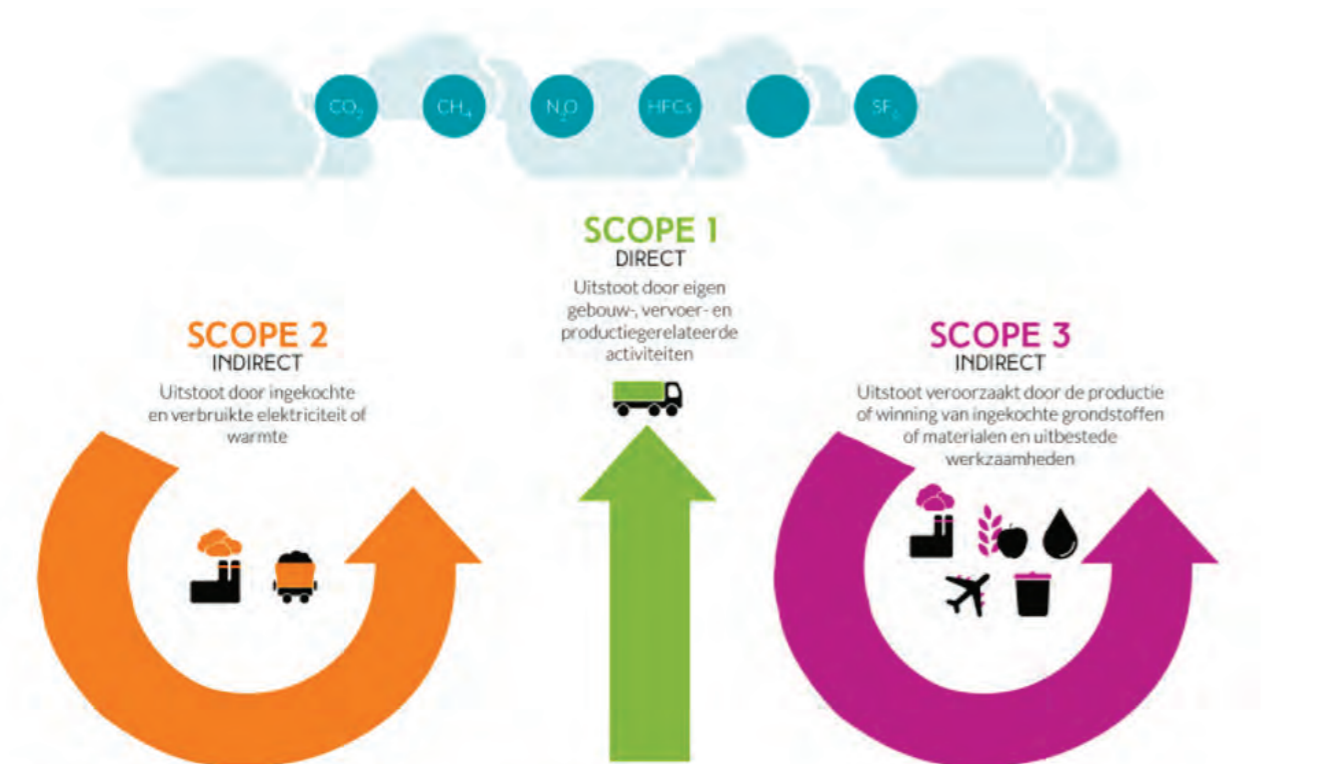 CO₂
CH₄
N₂O
HFCs
SF₆
SCOPE 1
DIRECT
Uitstoot door eigen
gebouw-, vervoer- en
productiegerelateerde
activiteiten
SCOPE 2
INDIRECT
Uitstoot door ingekochte
en verbruikte elektriciteit of
warmte
SCOPE 3
INDIRECT
Uitstoot veroorzaakt door de productie
of winning van ingekochte grondstoffen
of materialen en uitbestede
werkzaamheden